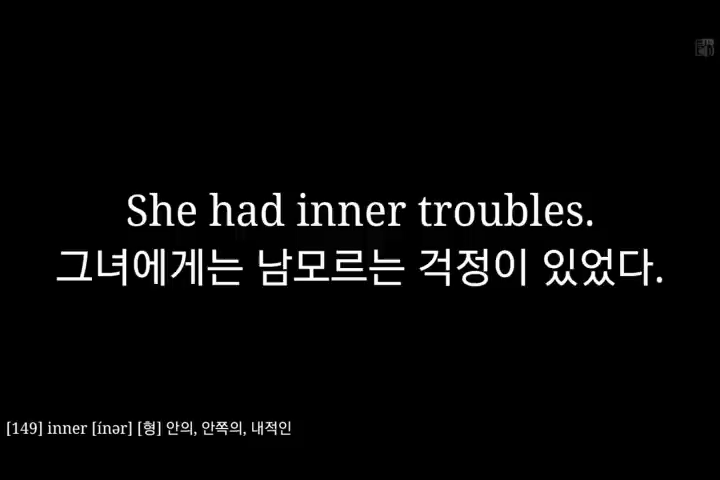 She had inner troubles.
그녀에게는 남모르는 걱정이 있었다.
[149] inner [ínər] [형] 안의, 안쪽의, 내적인